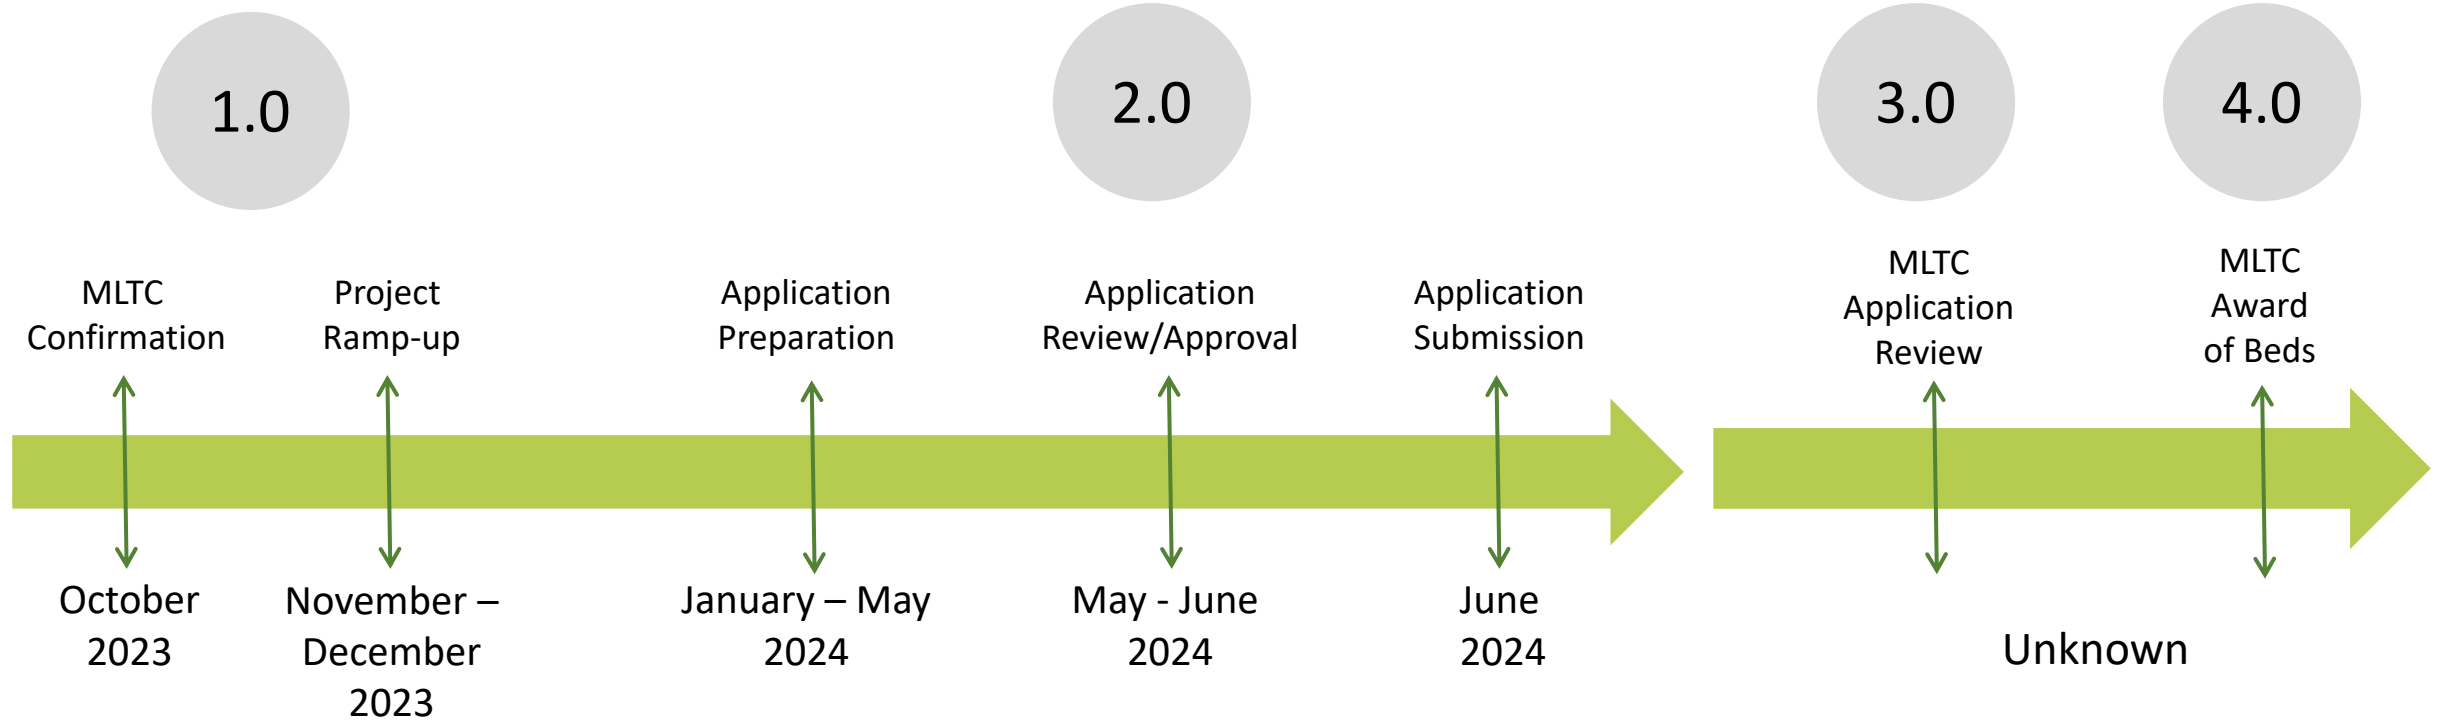 1.0
2.0
3.0
4.0
MLTC
Confirmation
Project
Ramp-up
Application
Preparation
Application
Review/Approval
Application
Submission
MLTC
Application
Review
MLTC
Award
of Beds
October
2023
November –
December
2023
January – May
2024
May - June
2024
June
2024
Unknown